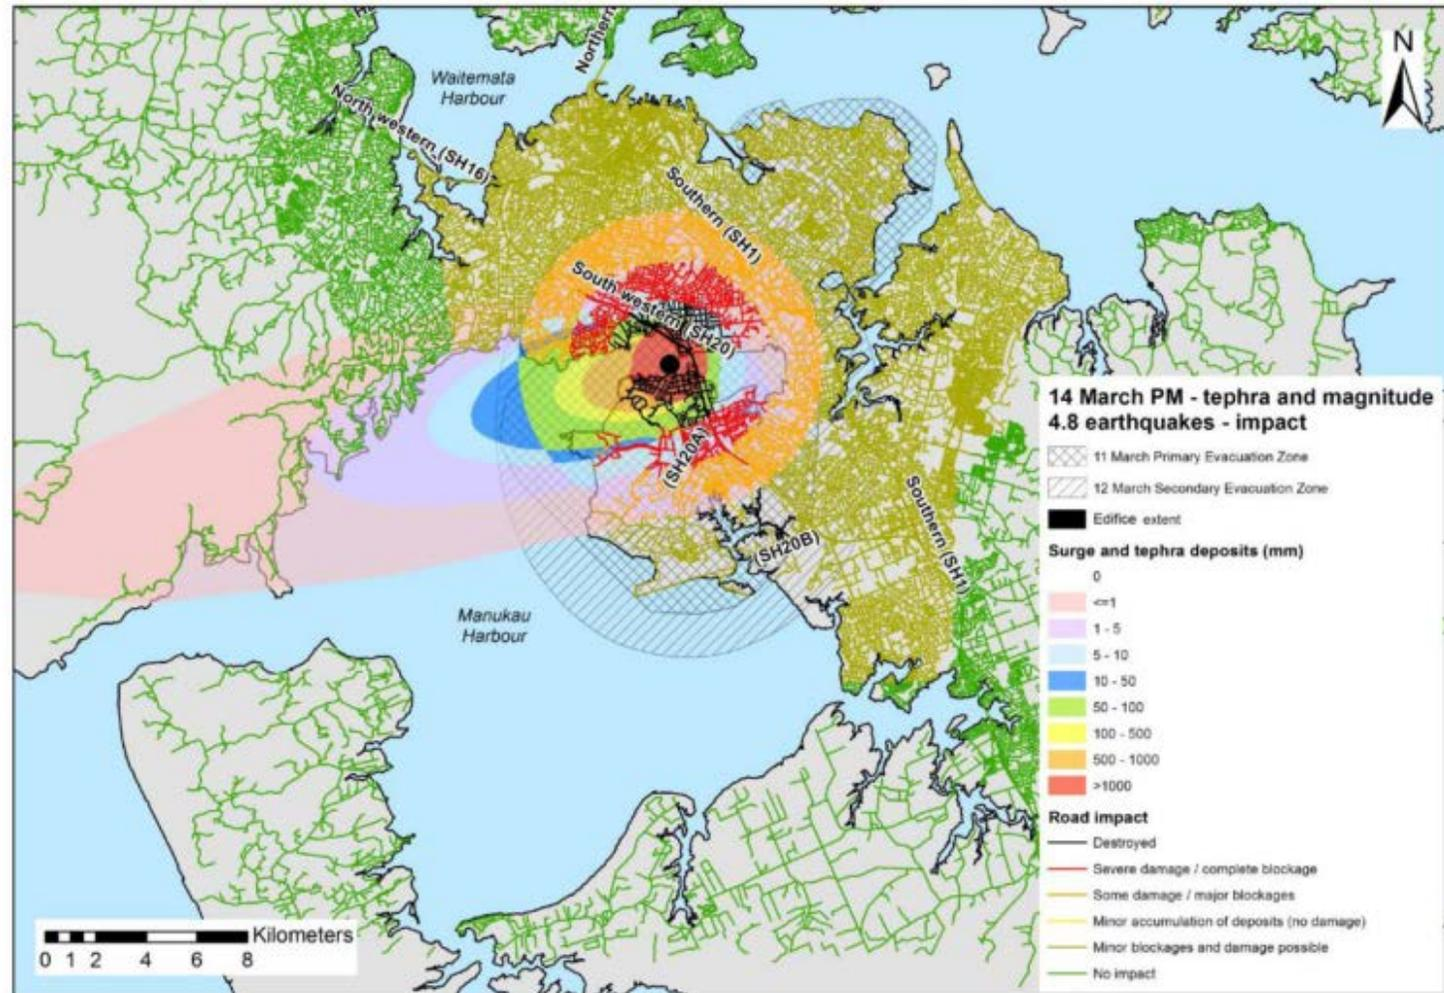 Northern
N
Waitemata
Harbour
North western (SH16)
Southern (SH1)
South western (SH20)
(SH20A)
(SH20B)
Southern (SH1)
Manukau
Harbour
14 March PM - tephra and magnitude
4.8 earthquakes - impact
11 March Primary Evacuation Zone
12 March Secondary Evacuation Zone
Edifice extent
Surge and tephra deposits (mm)
0
<=1
1 - 5
5 - 10
10 - 50
50 - 100
100 - 500
500 - 1000
>1000
Road impact
Destroyed
Severe damage / complete blockage
Some damage / major blockages
Minor accumulation of deposits (no damage)
Minor blockages and damage possible
No impact
Kilometers
0 1 2 4 6 8